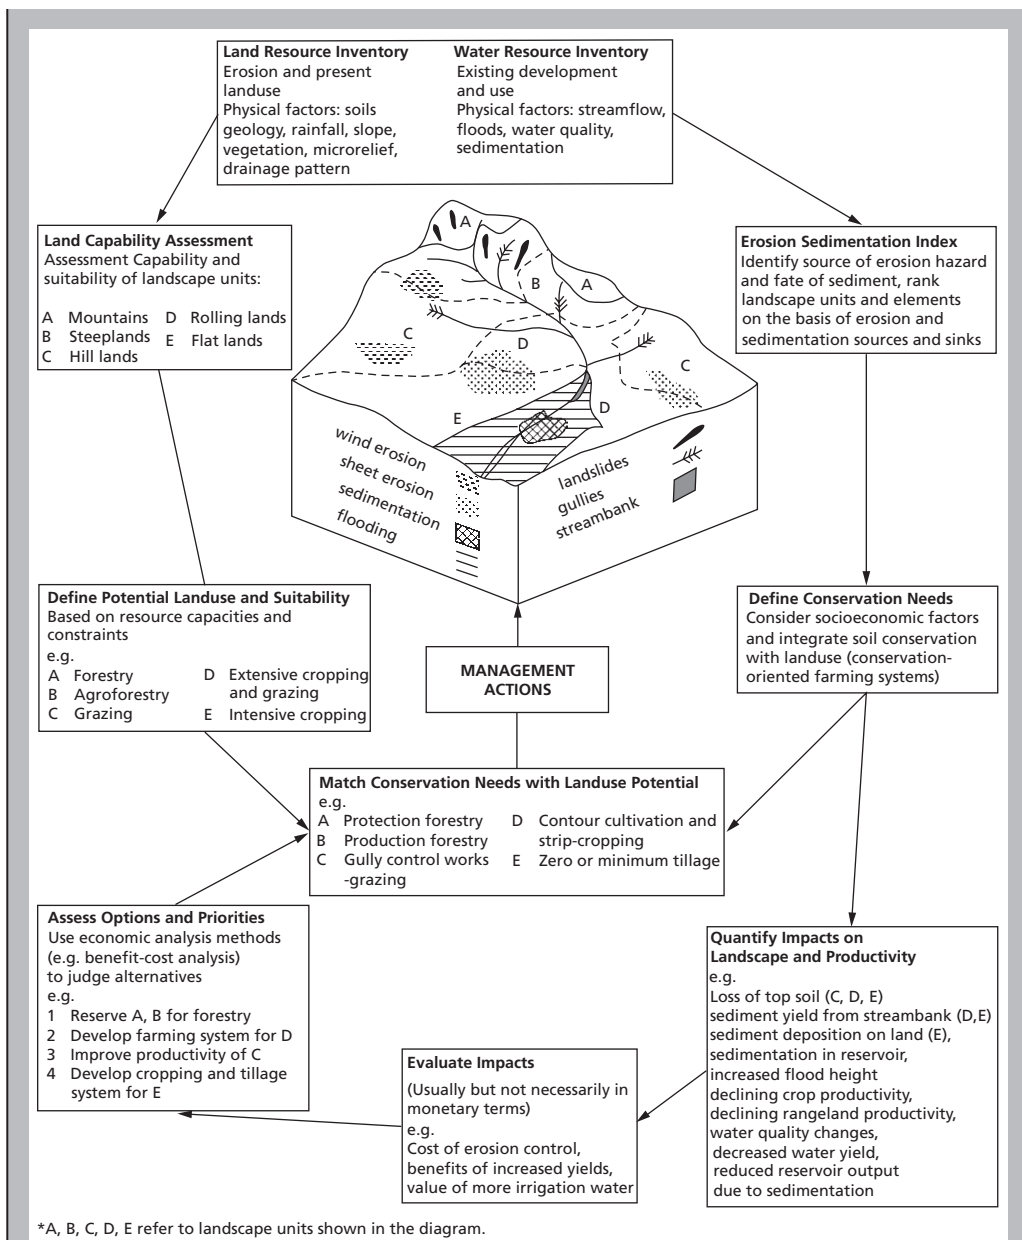 Land Resource Inventory
Erosion and present
landuse
Physical factors: soils
geology, rainfall, slope,
vegetation, microrelief,
drainage pattern
Water Resource Inventory
Existing development
and use
Physical factors: streamflow,
floods, water quality,
sedimentation
Land Capability Assessment
Assessment Capability and
suitability of landscape units:
A Mountains D Rolling lands
B Steeplands E Flat lands
C Hill lands
A
B
A
C
D
C
E
D
wind erosion
sheet erosion
sedimentation
flooding
landslides
gullies
streambank
Erosion Sedimentation Index
Identify source of erosion hazard
and fate of sediment, rank
landscape units and elements
on the basis of erosion and
sedimentation sources and sinks
Define Potential Landuse and Suitability
Based on resource capacities and
constraints
e.g.
A Forestry
B Agroforestry
C Grazing
D Extensive cropping
and grazing
E Intensive cropping
MANAGEMENT
ACTIONS
Define Conservation Needs
Consider socioeconomic factors
and integrate soil conservation
with landuse (conservation-
oriented farming systems)
Match Conservation Needs with Landuse Potential
e.g.
A Protection forestry
B Production forestry
C Gully control works
-grazing
D Contour cultivation and
strip-cropping
E Zero or minimum tillage
Assess Options and Priorities
Use economic analysis methods
(e.g. benefit-cost analysis)
to judge alternatives
e.g.
1 Reserve A, B for forestry
2 Develop farming system for D
3 Improve productivity of C
4 Develop cropping and tillage
system for E
Evaluate Impacts
(Usually but not necessarily in
monetary terms)
e.g.
Cost of erosion control,
benefits of increased yields,
value of more irrigation water
Quantify Impacts on
Landscape and Productivity
e.g.
Loss of top soil (C, D, E)
sediment yield from streambank (D,E)
sediment deposition on land (E),
sedimentation in reservoir,
increased flood height
declining crop productivity,
declining rangeland productivity,
water quality changes,
decreased water yield,
reduced reservoir output
due to sedimentation
*A, B, C, D, E refer to landscape units shown in the diagram.